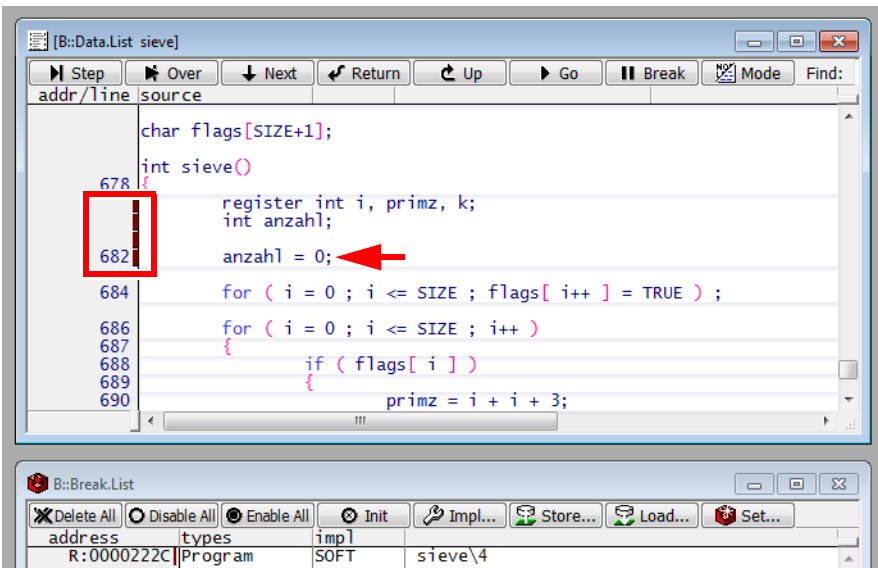 [B::Data.List sieve]
Step Over Next Return Up Go Break Mode Find:
addr/line source
char flags[SIZE+1];
int sieve()
678 {
register int i, primz, k;
int anzahl;
682 anzahl = 0;
684 for ( i = 0 ; i <= SIZE ; flags[ i++ ] = TRUE ) ;
686 for ( i = 0 ; i <= SIZE ; i++ )
687 {
688 if ( flags[ i ] )
689 {
690 primz = i + i + 3;
B::Break.List
Delete All Disable All Enable All Init Impl... Store... Load... Set...
address types impl
R:0000222C Program SOFT sieve\4